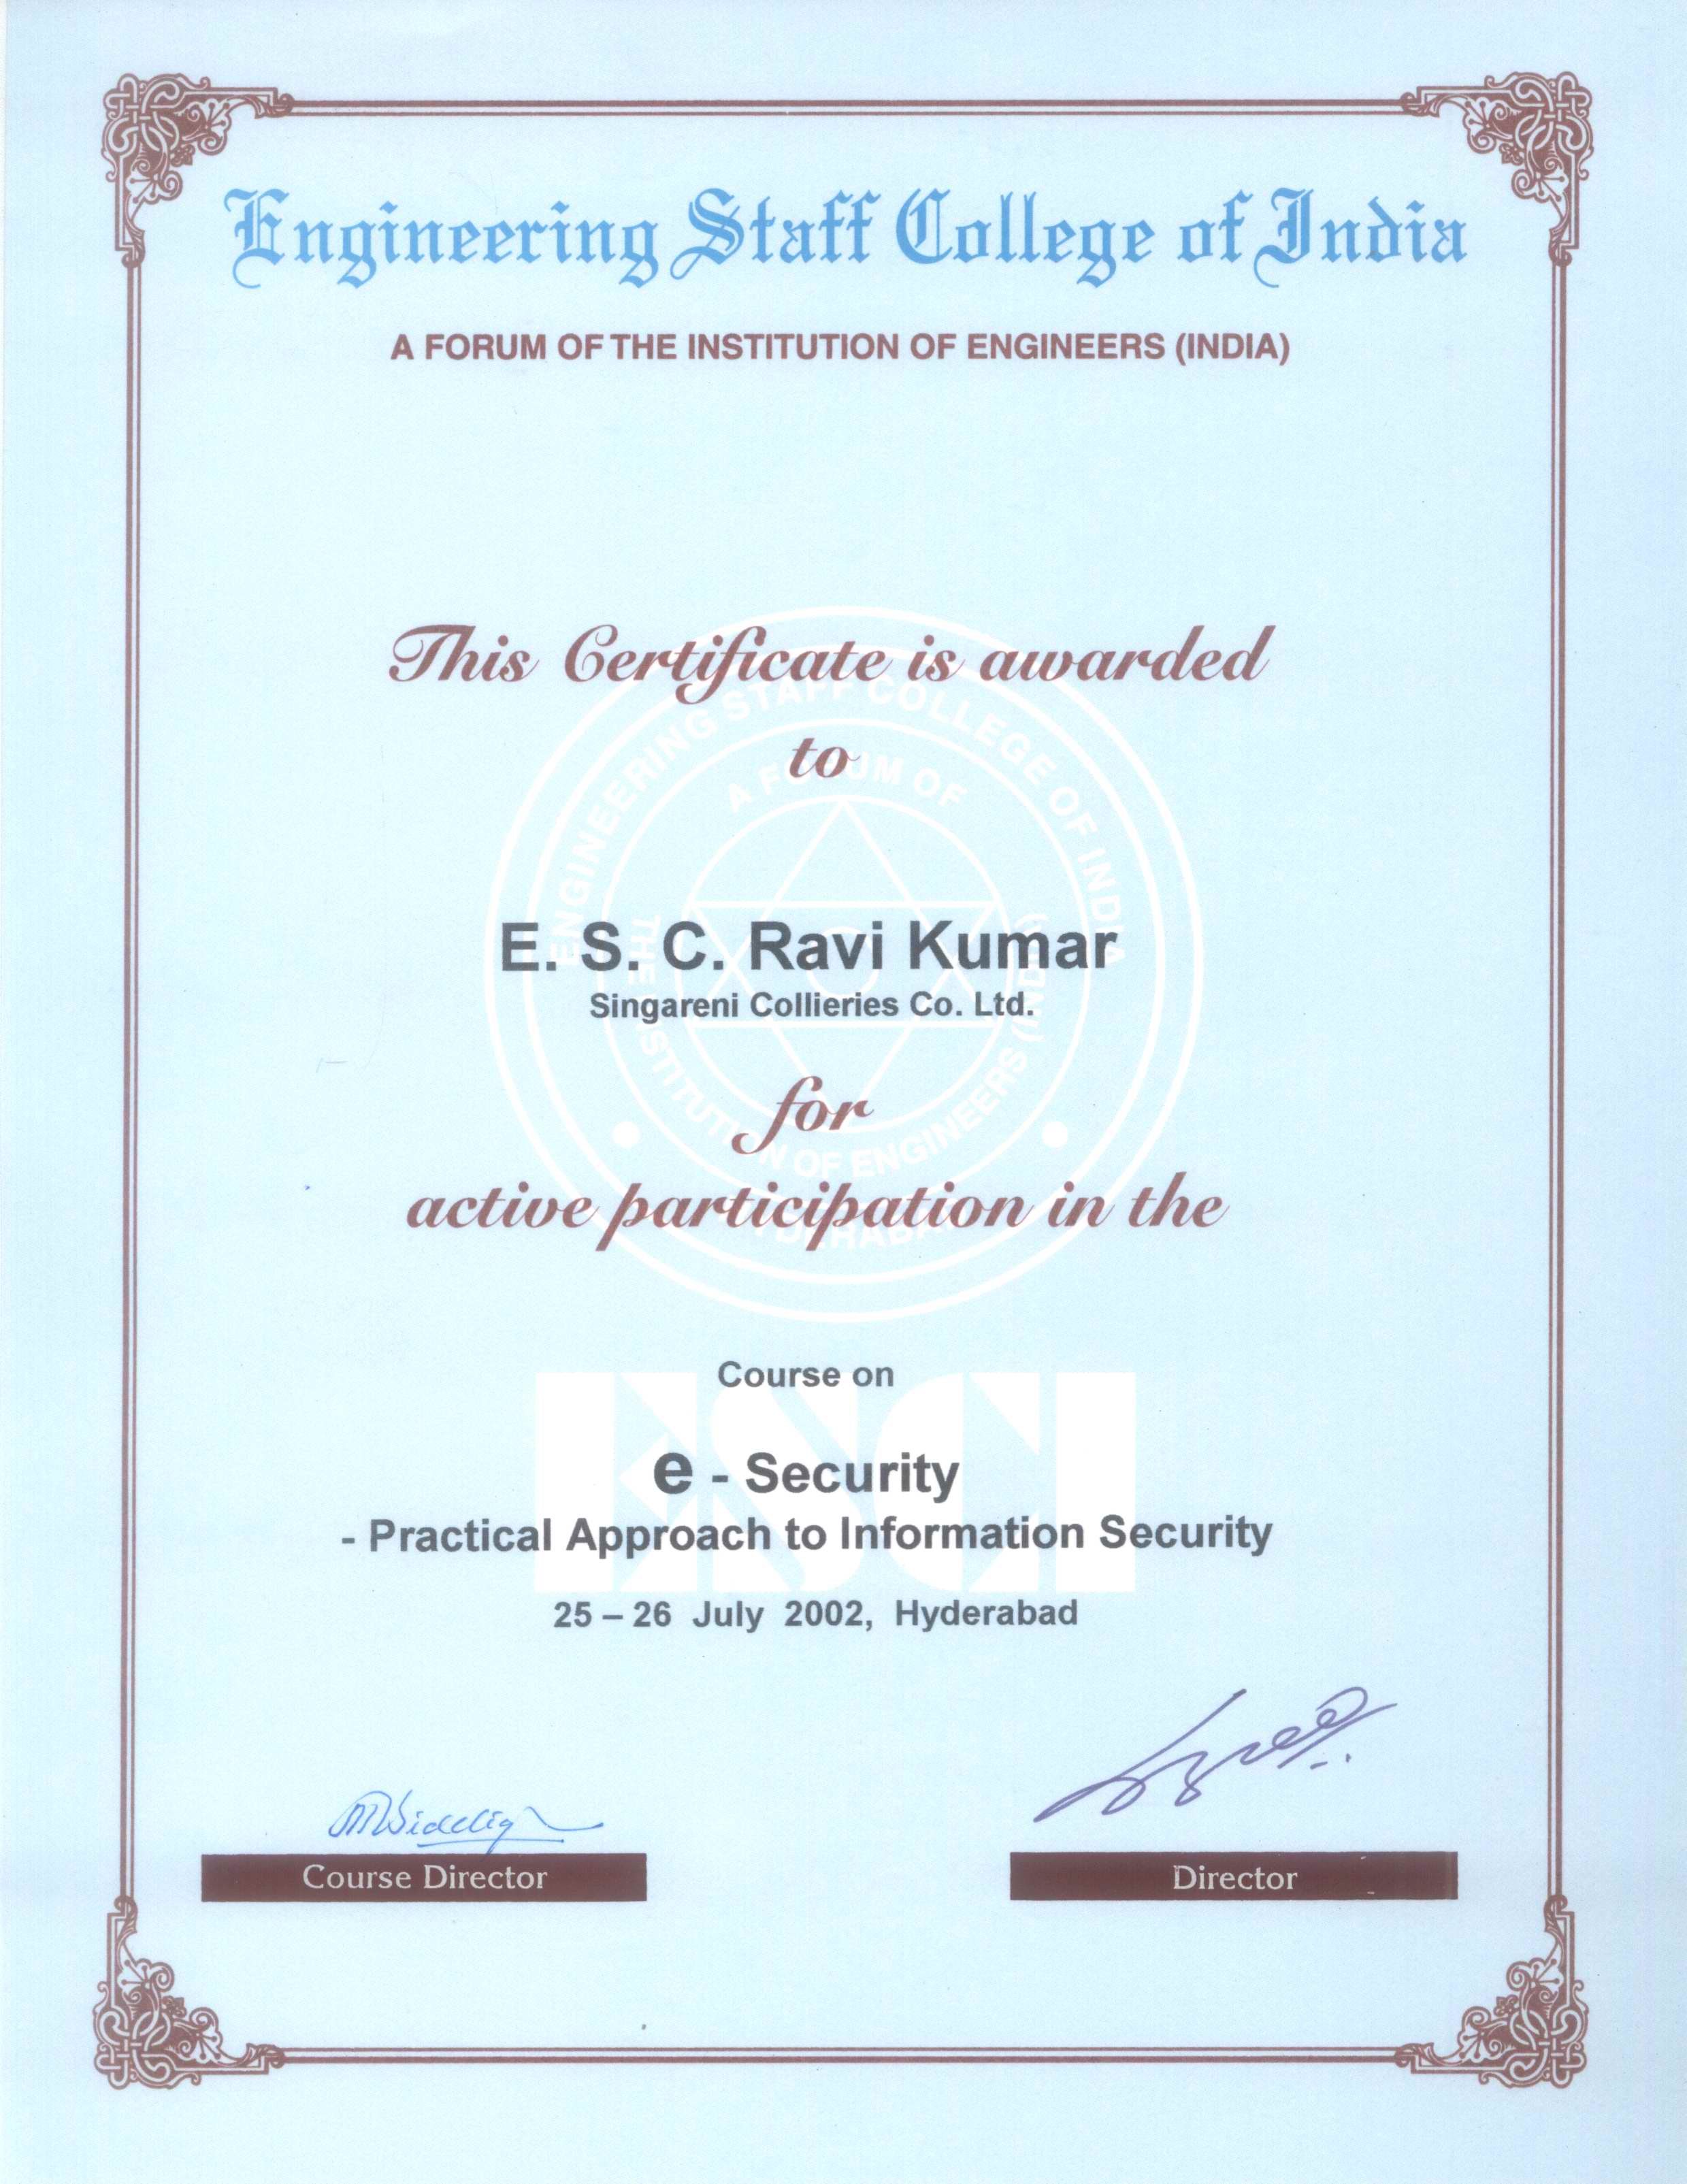 Engineering Staff College of India
A FORUM OF THE INSTITUTION OF ENGINEERS (INDIA)
This Certificate is awarded
to
ENGINEERING STAFF COLLEGE OF INDIA
A FORUM OF
THE INSTITUTION OF ENGINEERS (INDIA)
HYDERABAD
E. S. C. Ravi Kumar
Singareni Collieries Co. Ltd.
for
active participation in the
ESCI
Course on
e - Security
- Practical Approach to Information Security
25 – 26 July 2002, Hyderabad
Course Director
Director